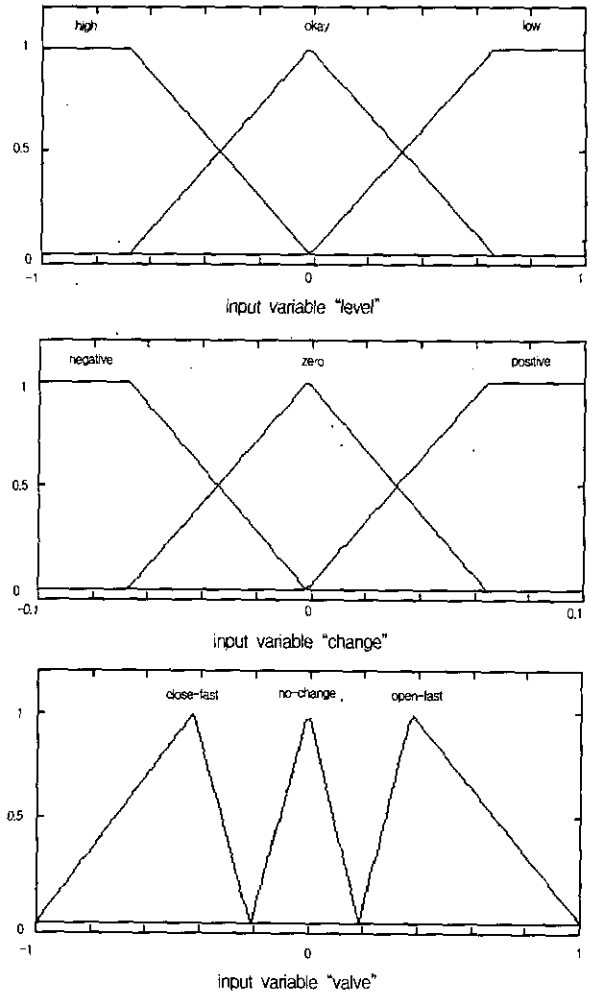 high okay low
1
0.5
0
-1 0 1
input variable "level"
negative zero positive
1
0.5
0
-0.1 0 0.1
input variable "change"
close-fast no-change open-fast
1
0.5
0
-1 0 1
input variable "valve"